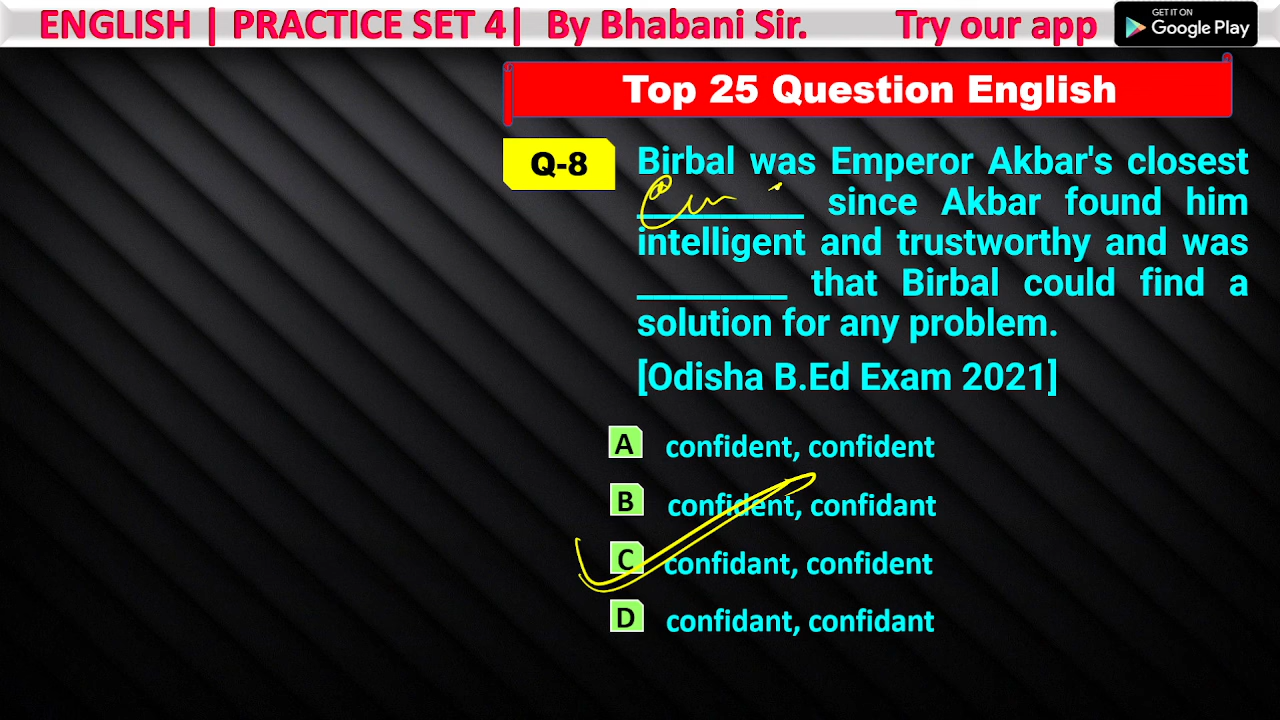 ENGLISH | PRACTICE SET 4| By Bhabani Sir. Try our app
GET IT ON
Google Play
Top 25 Question English
Q-8
Birbal was Emperor Akbar's closest
_________ since Akbar found him
intelligent and trustworthy and was
________ that Birbal could find a
solution for any problem.
[Odisha B.Ed Exam 2021]
A confident, confident
B confident, confidant
C confidant, confident
D confidant, confidant